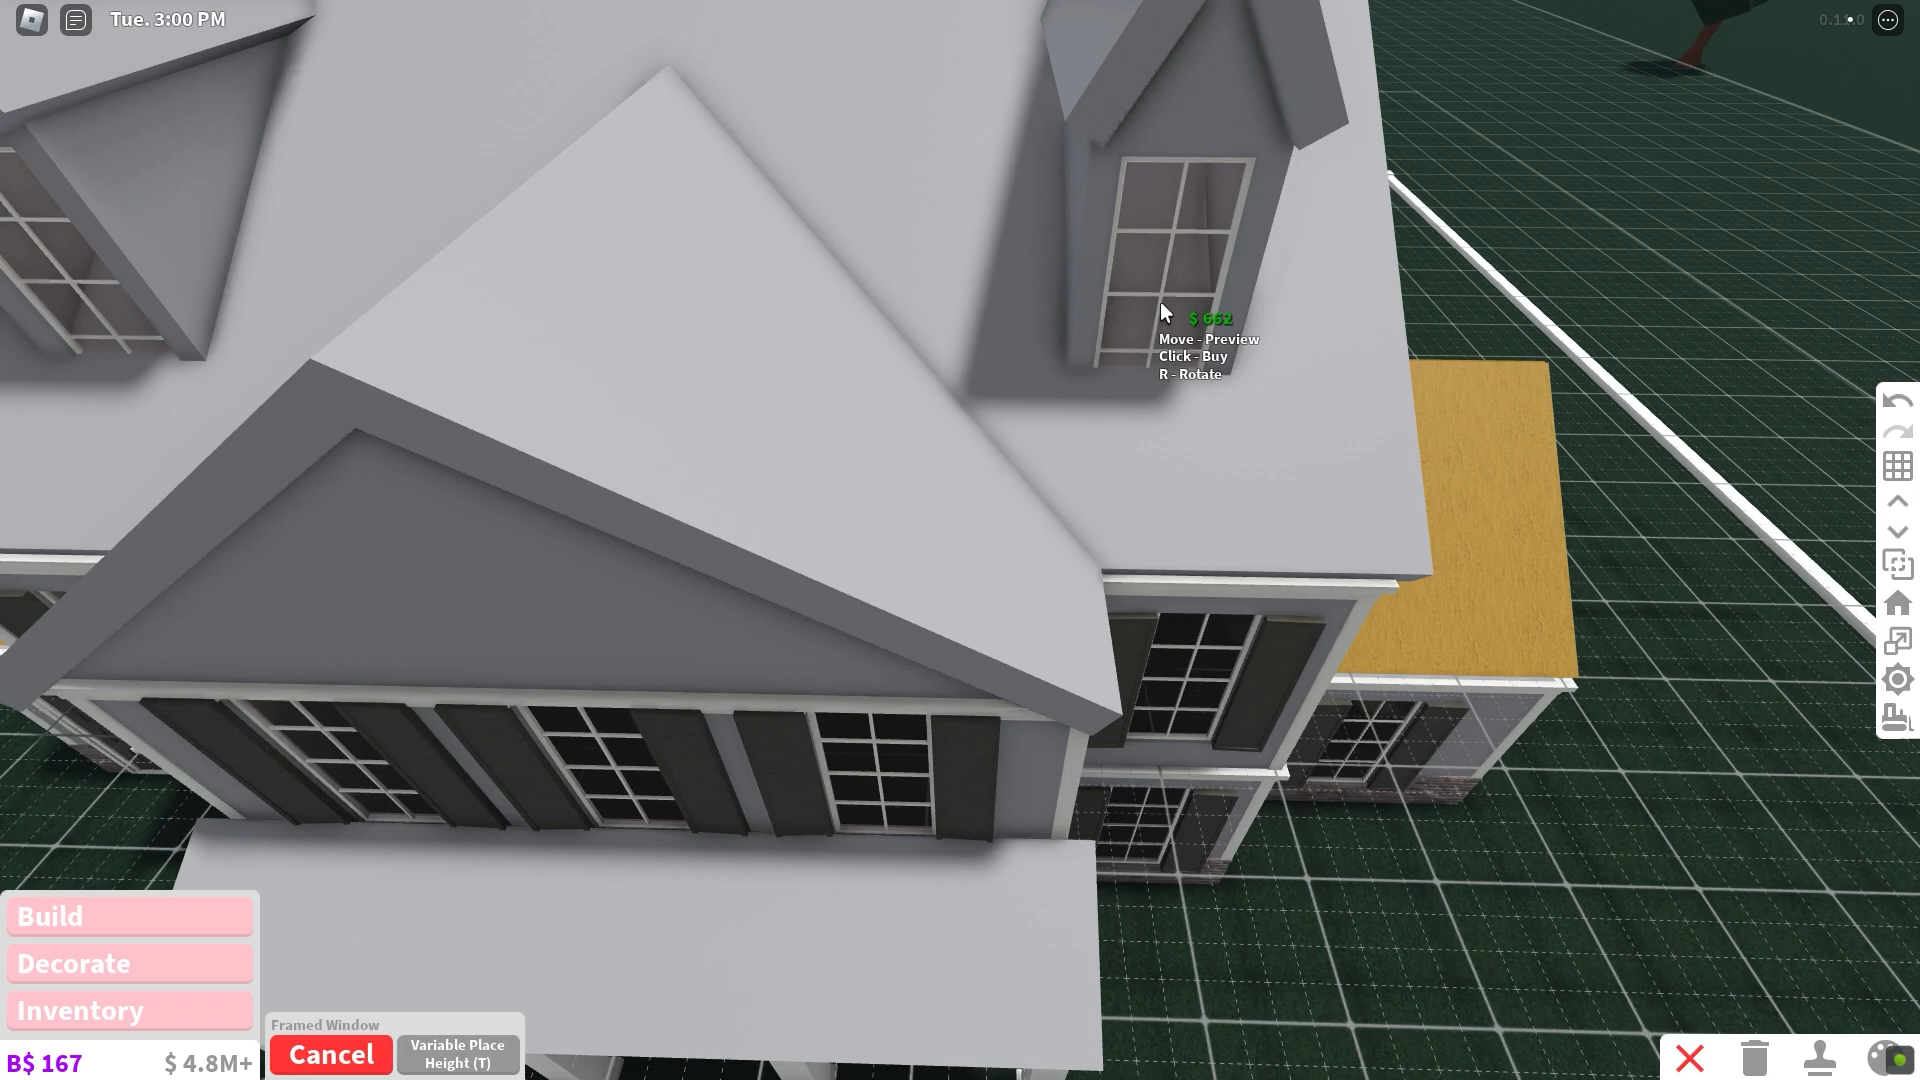 Tue. 3:00 PM
$ 662
Move - Preview
Click - Buy
R - Rotate
Build
Decorate
Inventory
B$ 167
$ 4.8M+
Framed Window
Cancel
Variable Place
Height (T)